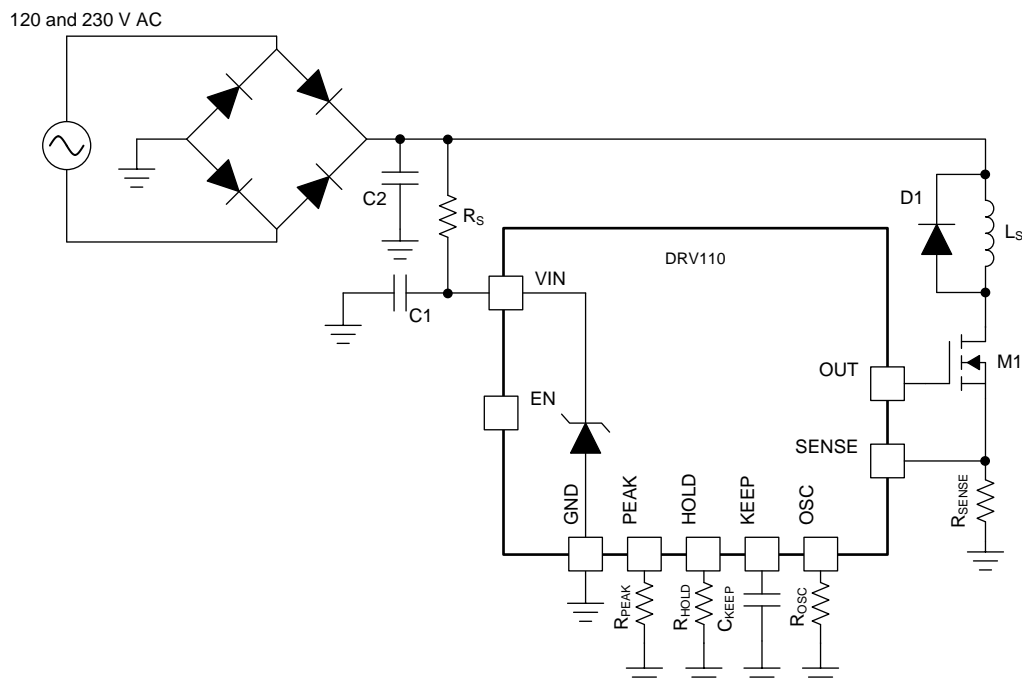 120 and 230 V AC
C2
RS
D1
LS
DRV110
VIN
C1
M1
OUT
EN
SENSE
GND
PEAK
HOLD
KEEP
OSC
RSENSE
RPEAK
RHOLD
CKEEP
ROSC